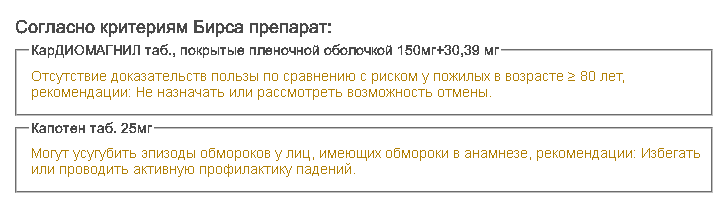 Согласно критериям Бирса препарат:
КарДИОМАГНИЛ таб., покрытые пленочной оболочкой 150мг+30,39 мг
Отсутствие доказательств пользы по сравнению с риском у пожилых в возрасте ≥ 80 лет,
рекомендации: Не назначать или рассмотреть возможность отмены.
Капотен таб. 25мг
Могут усугубить эпизоды обмороков у лиц, имеющих обмороки в анамнезе, рекомендации: Избегать
или проводить активную профилактику падений.